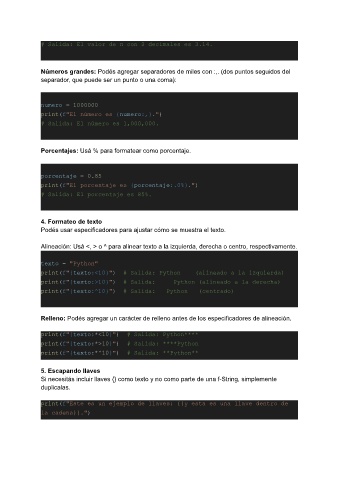 # Salida: El valor de n con 2 decimales es 3.14.
Números grandes: Podés agregar separadores de miles con :,. (dos puntos seguidos del
separador, que puede ser un punto o una coma):
numero = 1000000
print(f"El número es {numero:,}.")
# Salida: El número es 1,000,000.
Porcentajes: Usá % para formatear como porcentaje.
porcentaje = 0.85
print(f"El porcentaje es {porcentaje:.0%}.")
# Salida: El porcentaje es 85%.
4. Formateo de texto
Podés usar especificadores para ajustar cómo se muestra el texto.
Alineación: Usá <, > o ^ para alinear texto a la izquierda, derecha o centro, respectivamente.
texto = "Python"
print(f"{texto:<10}") # Salida: Python (alineado a la izquierda)
print(f"{texto:>10}") # Salida: Python (alineado a la derecha)
print(f"{texto:^10}") # Salida: Python (centrado)
Relleno: Podés agregar un carácter de relleno antes de los especificadores de alineación.
print(f"{texto:*<10}") # Salida: Python****
print(f"{texto:*>10}") # Salida: ****Python
print(f"{texto:*^10}") # Salida: **Python**
5. Escapando llaves
Si necesitás incluir llaves {} como texto y no como parte de una f-String, simplemente
duplicalas.
print(f"Esto es un ejemplo de llaves: {{y esta es una llave dentro de
la cadena}}.")